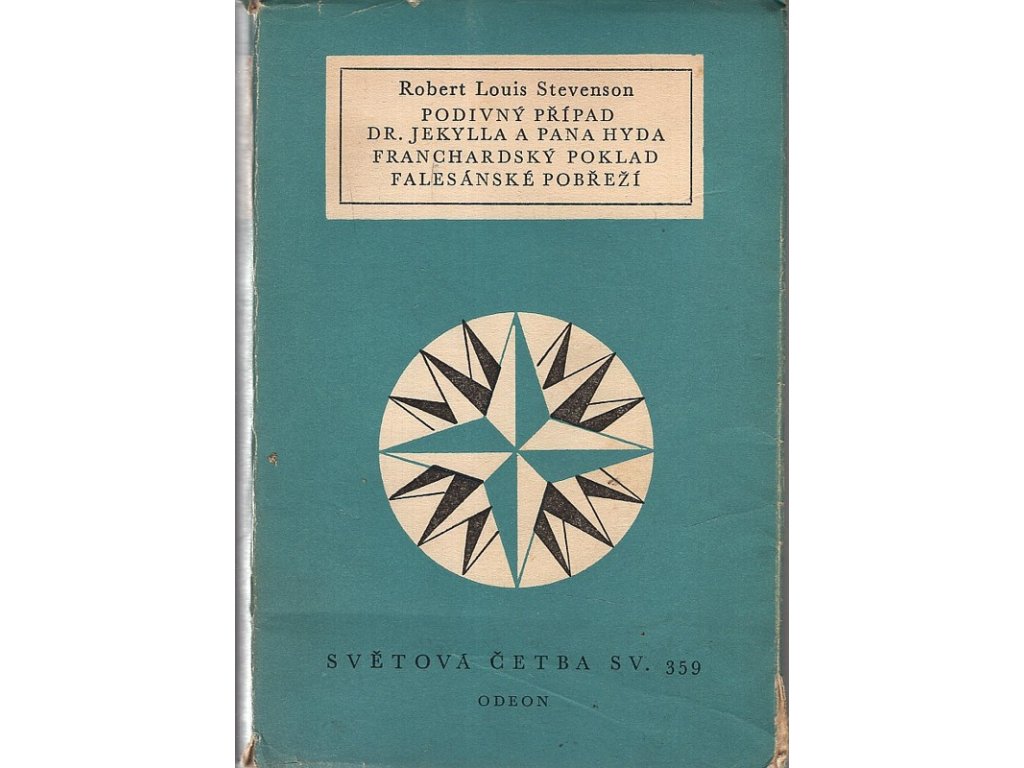 Robert Louis Stevenson
PODIVNÝ PŘÍPAD
DR. JEKYLLA A PANA HYDA
FRANCHARDSKÝ POKLAD
FALESÁNSKÉ POBŘEŽÍ
SVĚTOVÁ ČETBA SV. 359
ODEON